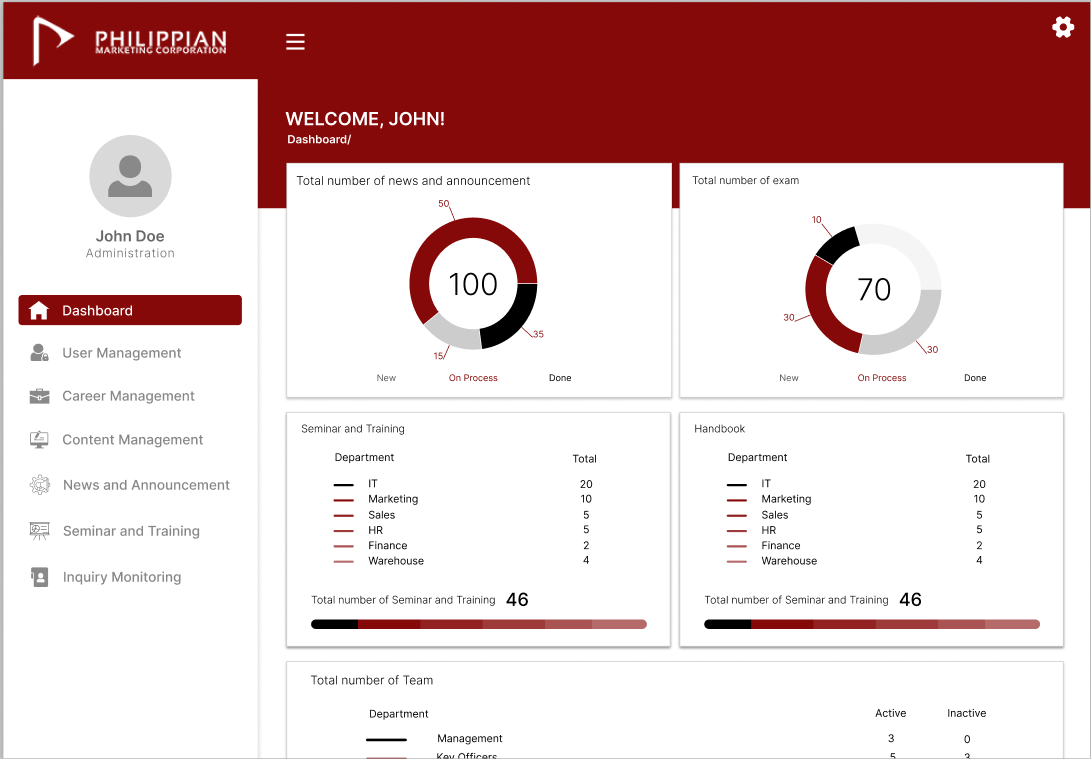 PHILIPPIAN
MARKETING CORPORATION
WELCOME, JOHN!
Dashboard/
John Doe
Administration
Dashboard
User Management
Career Management
Content Management
News and Announcement
Seminar and Training
Inquiry Monitoring
Total number of news and announcement
50
100
35
15
New On Process Done
Total number of exam
10
70
30
30
New On Process Done
Seminar and Training
Department Total
IT 20
Marketing 10
Sales 5
HR 5
Finance 2
Warehouse 4
Total number of Seminar and Training 46
Handbook
Department Total
IT 20
Marketing 10
Sales 5
HR 5
Finance 2
Warehouse 4
Total number of Seminar and Training 46
Total number of Team
Department Active Inactive
Management 3 0
Key Officers 5 3